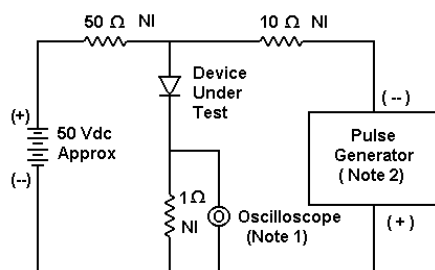 50 Ω NI
10 Ω NI
Device
Under
Test
(+)
50 Vdc
Approx
(--)
(--)
Pulse
Generator
(Note 2)
(+)
1Ω
NI
Oscilloscope
(Note 1)